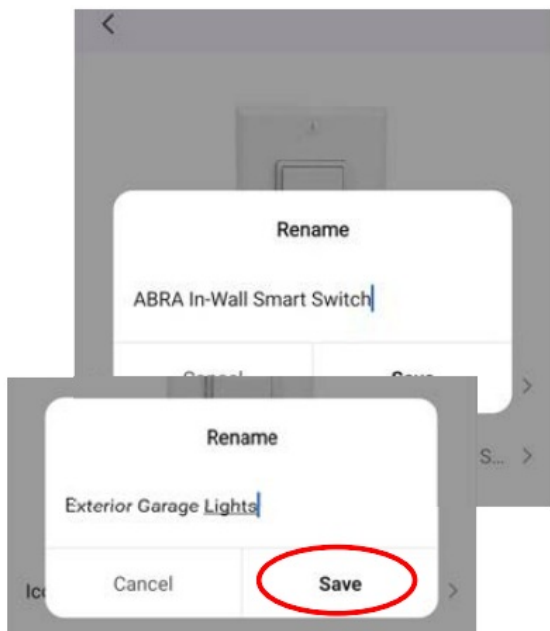 Rename
ABRA In-Wall Smart Switch
S...
Rename
Exterior Garage Lights
Cancel
Save